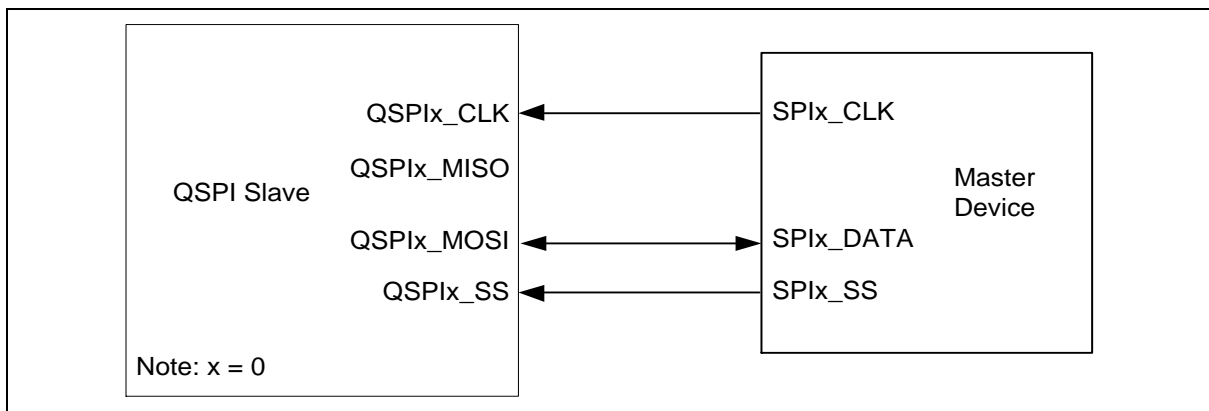 QSPIx_CLK
QSPIx_MISO
QSPI Slave
QSPIx_MOSI
QSPIx_SS
Note: x = 0
SPIx_CLK
Master
Device
SPIx_DATA
SPIx_SS